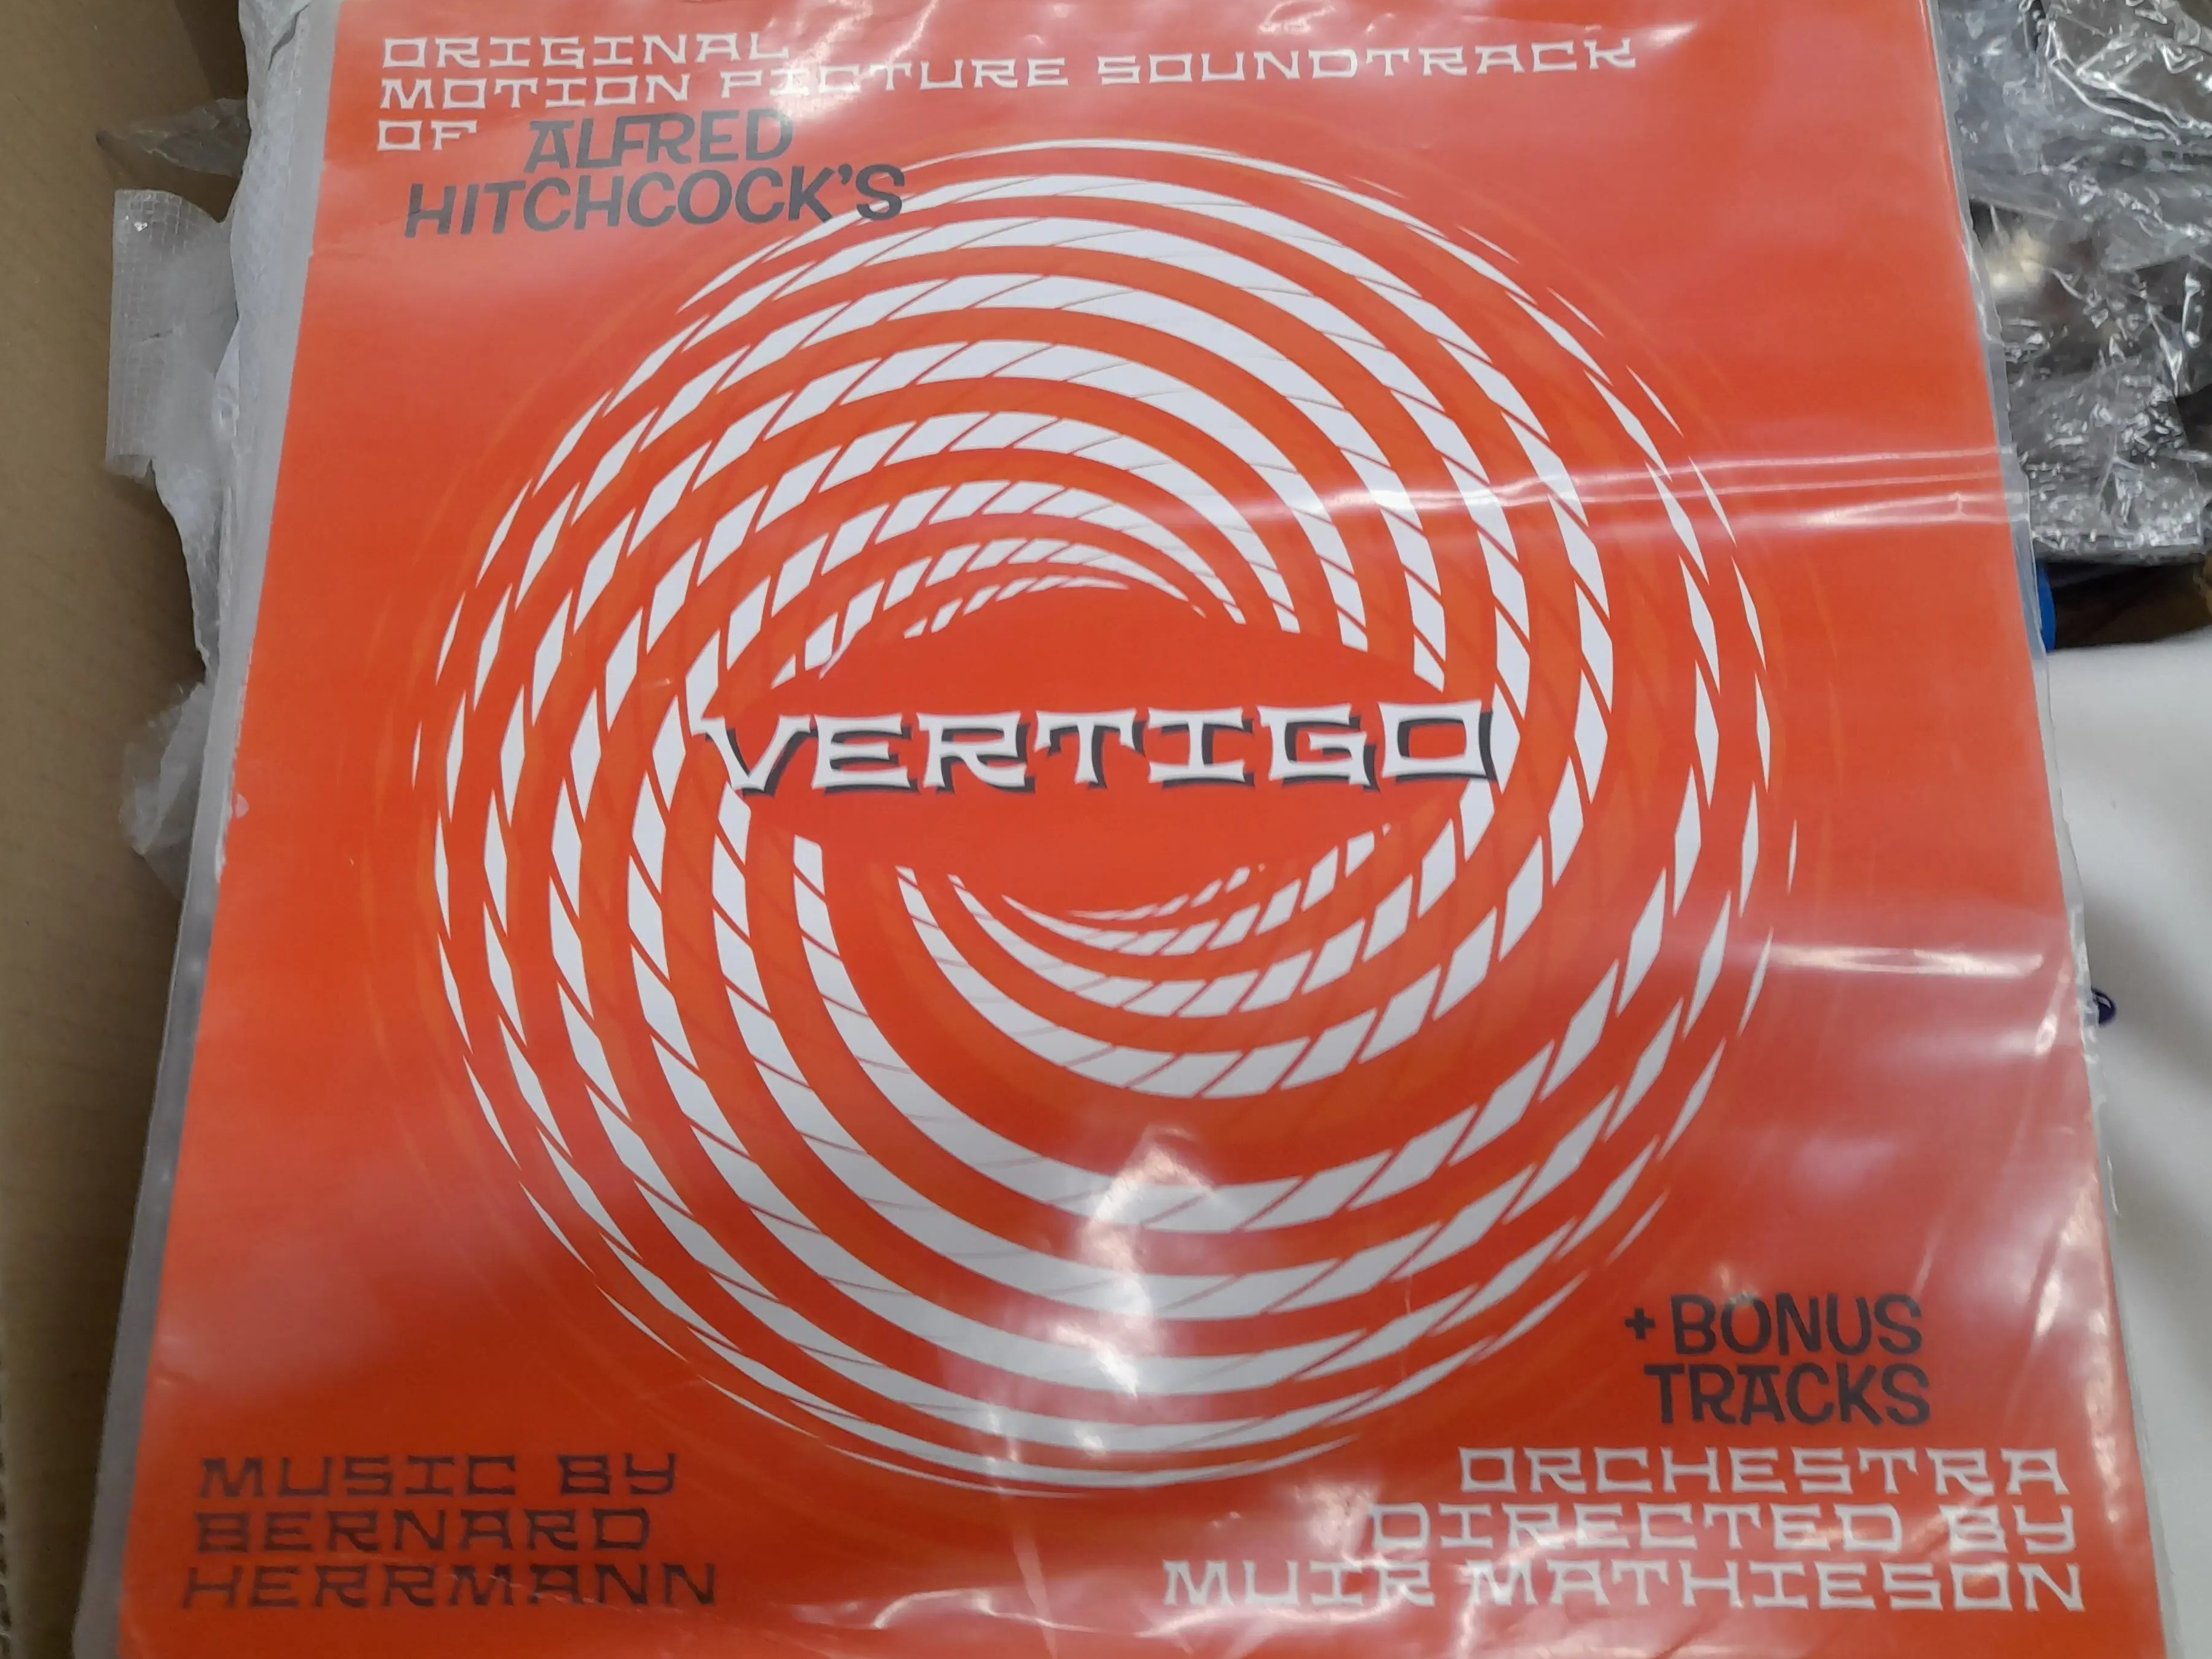 ORIGINAL
MOTION PICTURE SOUNDTRACK
OF ALFRED
HITCHCOCK'S
VERTIGO
+ BONUS
TRACKS
MUSIC BY
BERNARD
HERRMANN
ORCHESTRA
DIRECTED BY
MUIR MATHIESON